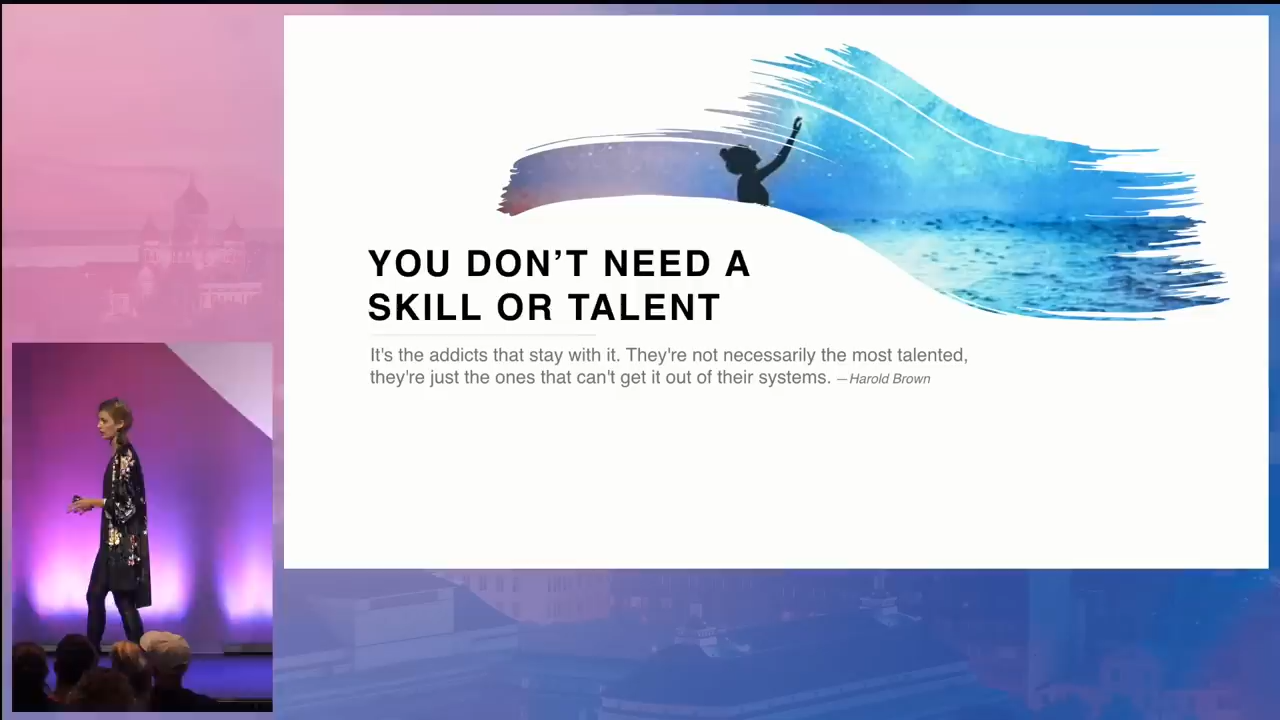 YOU DON’T NEED A
SKILL OR TALENT
It's the addicts that stay with it. They're not necessarily the most talented,
they're just the ones that can't get it out of their systems. — Harold Brown